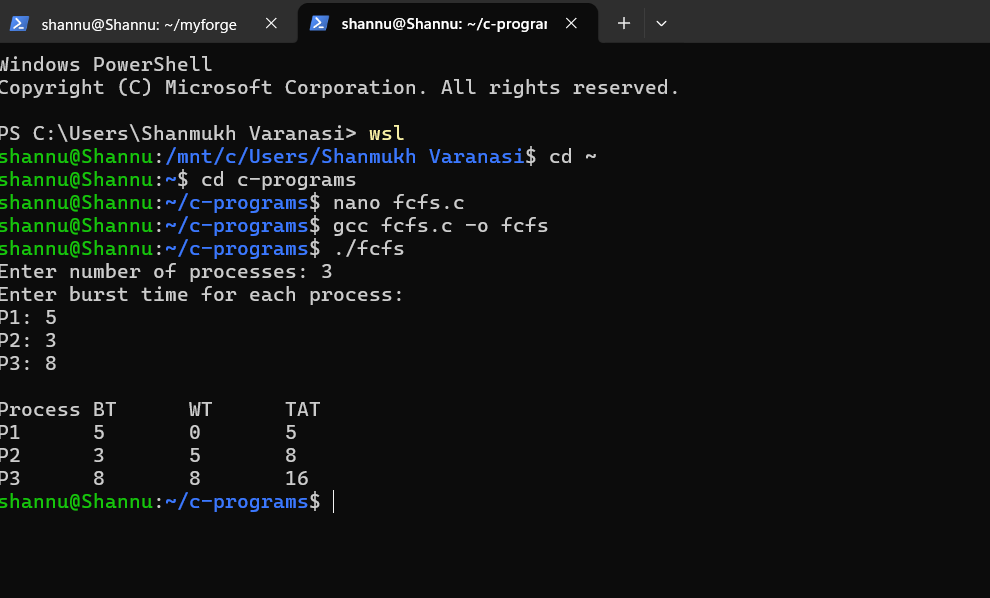 shannu@Shannu: ~/myforge
shannu@Shannu: ~/c-program
Windows PowerShell
Copyright (C) Microsoft Corporation. All rights reserved.
PS C:\Users\Shanmukh Varanasi> wsl
shannu@Shannu:/mnt/c/Users/Shanmukh Varanasi$ cd ~
shannu@Shannu:~$ cd c-programs
shannu@Shannu:~/c-programs$ nano fcfs.c
shannu@Shannu:~/c-programs$ gcc fcfs.c -o fcfs
shannu@Shannu:~/c-programs$ ./fcfs
Enter number of processes: 3
Enter burst time for each process:
P1: 5
P2: 3
P3: 8
Process BT WT TAT
P1 5 0 5
P2 3 5 8
P3 8 8 16
shannu@Shannu:~/c-programs$